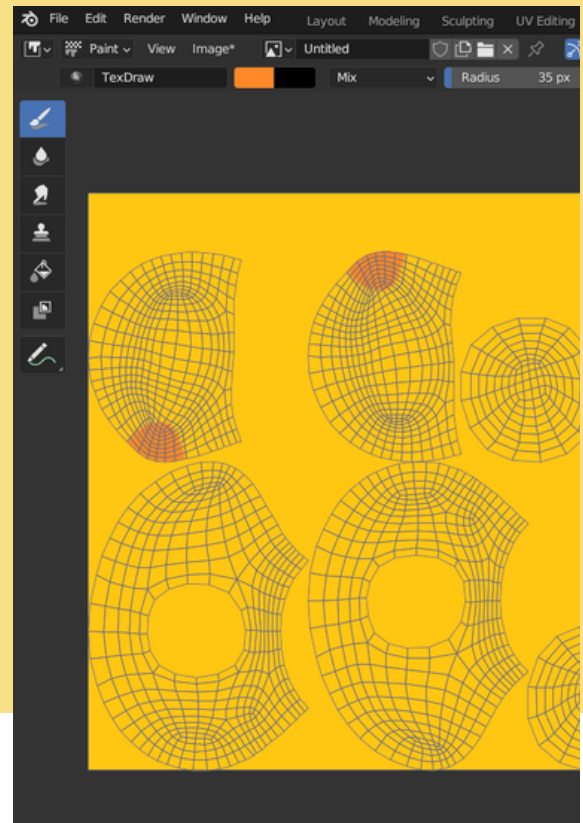 File Edit Render Window Help Layout Modeling Sculpting UV Editing
Paint View Image* Untitled
TexDraw Mix Radius 35 px